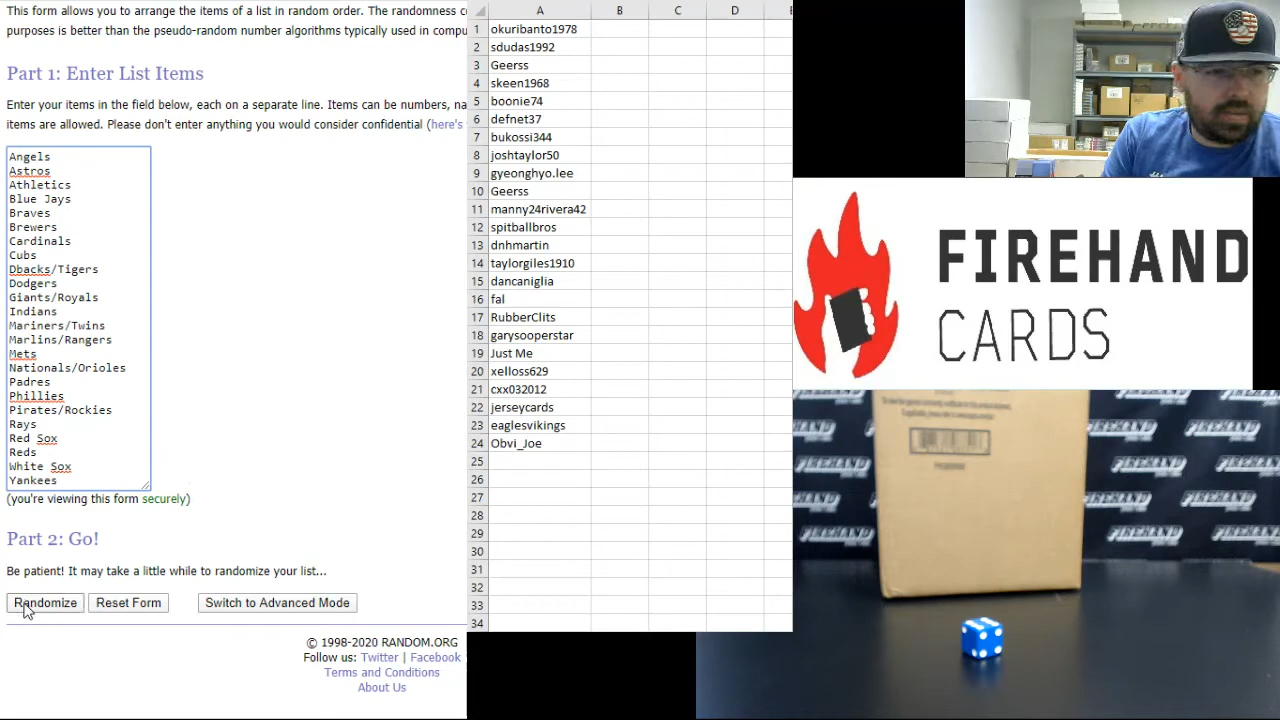 This form allows you to arrange the items of a list in random order. The randomness c
purposes is better than the pseudo-random number algorithms typically used in compu
Part 1: Enter List Items
Enter your items in the field below, each on a separate line. Items can be numbers, na
items are allowed. Please don't enter anything you would consider confidential (here's
Angels
Astros
Athletics
Blue Jays
Braves
Brewers
Cardinals
Cubs
Dbacks/Tigers
Dodgers
Giants/Royals
Indians
Mariners/Twins
Marlins/Rangers
Mets
Nationals/Orioles
Padres
Phillies
Pirates/Rockies
Rays
Red Sox
Reds
White Sox
Yankees
(you're viewing this form securely)
Part 2: Go!
Be patient! It may take a little while to randomize your list...
Randomize Reset Form Switch to Advanced Mode
© 1998-2020 RANDOM.ORG
Follow us: Twitter | Facebook
Terms and Conditions
About Us
A B C D E
1 okuribanto1978
2 sdudas1992
3 Geerss
4 skeen1968
5 boonie74
6 defnet37
7 bukossi344
8 joshtaylor50
9 gyeonghyo.lee
10 Geerss
11 manny24rivera42
12 spitballbros
13 dnhmartin
14 taylorgiles1910
15 dancaniglia
16 fal
17 RubberClits
18 garysooperstar
19 Just Me
20 xelloss629
21 cxx032012
22 jerseycards
23 eaglesvikings
24 Obvi_Joe
25
26
27
28
29
30
31
32
33
34
FIREHAND
CARDS
FIREHAND
FIREHAND
FIREHAND
FIREHAND